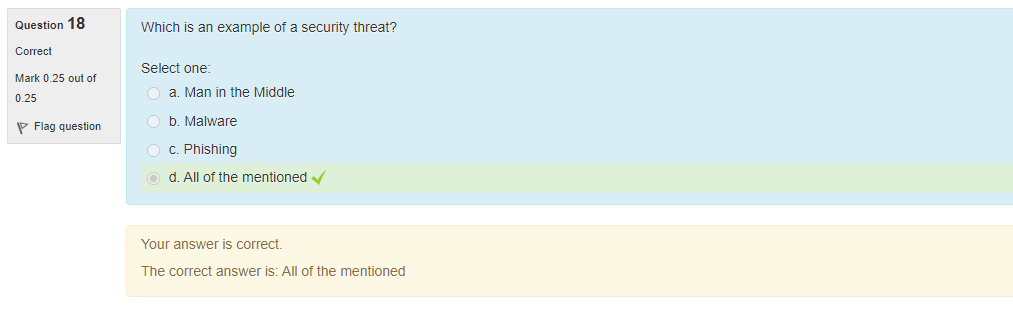 Question 18
Correct
Mark 0.25 out of
0.25
Flag question
Which is an example of a security threat?
Select one:
a. Man in the Middle
b. Malware
c. Phishing
d. All of the mentioned
Your answer is correct.
The correct answer is: All of the mentioned